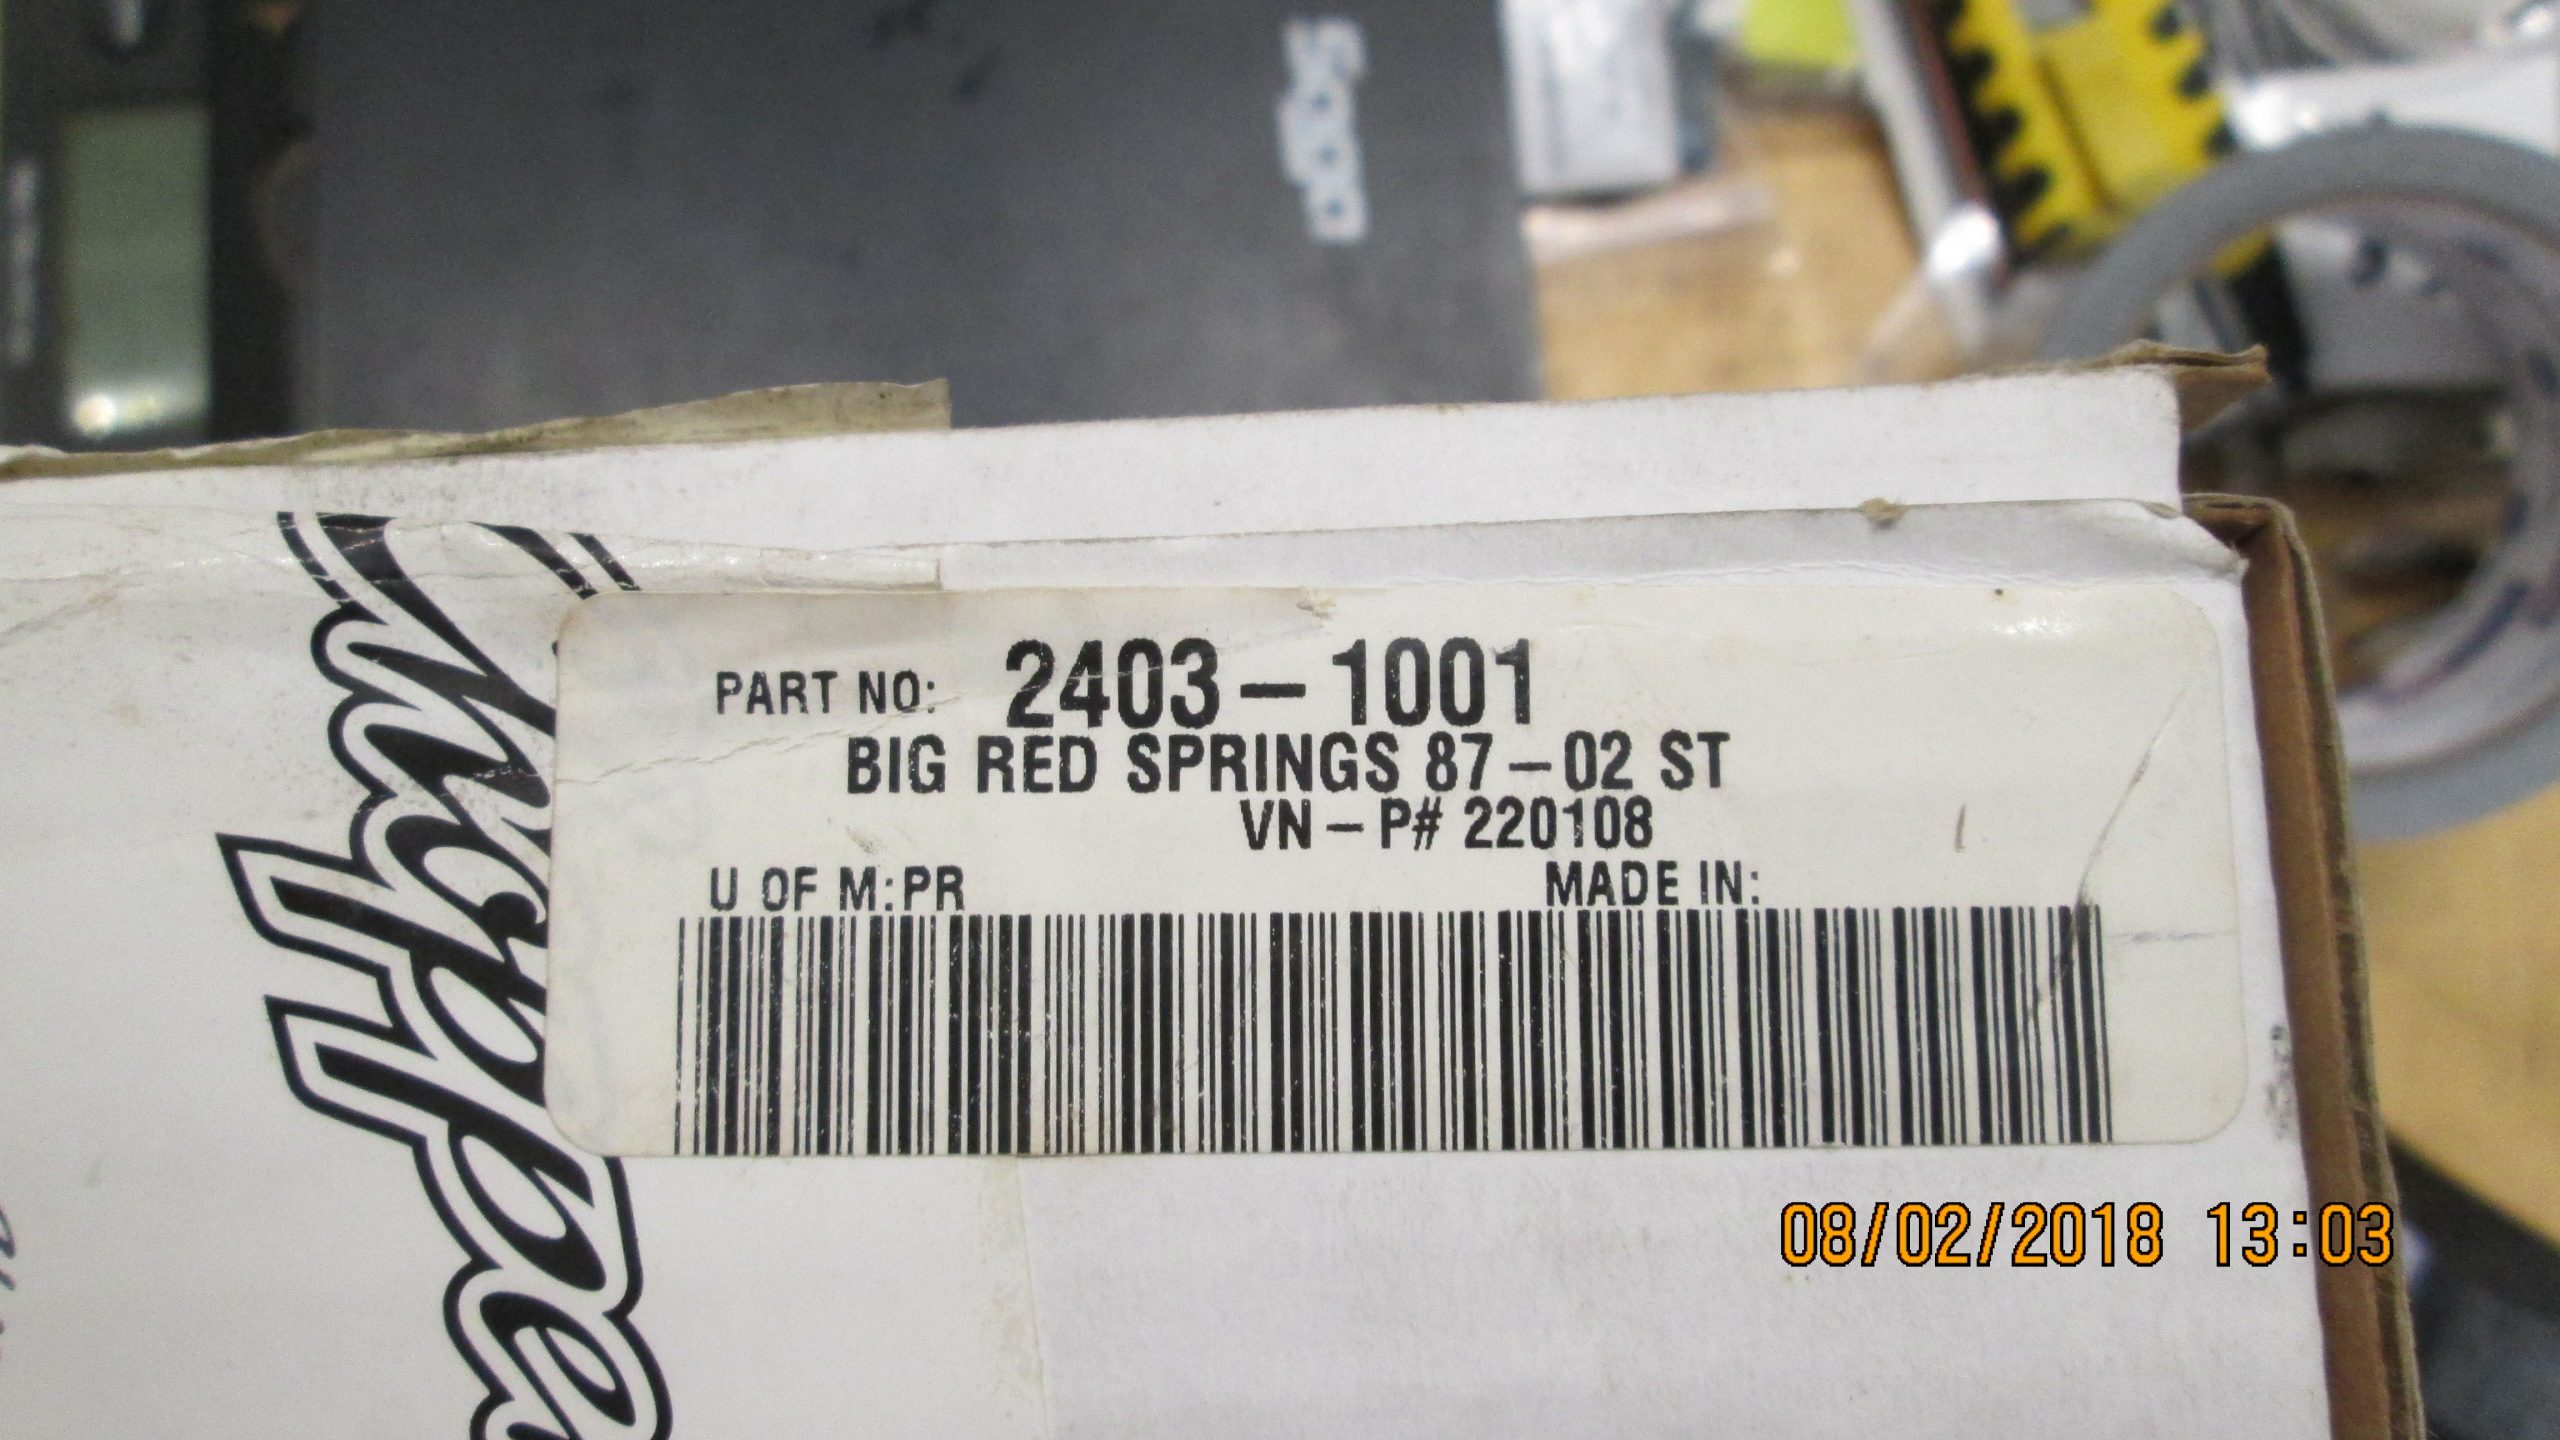 PART NO: 2403-1001
BIG RED SPRINGS 87-02 ST
VN-P# 220108
U OF M:PR MADE IN:
08/02/2018 13:03